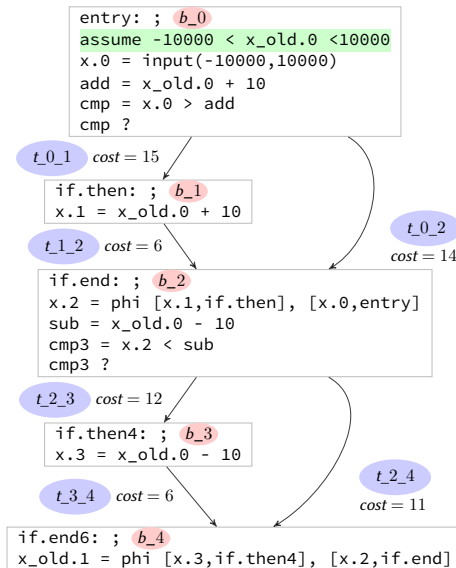 entry: ; b_0
assume -10000 < x_old.0 <10000
x.0 = input(-10000,10000)
add = x_old.0 + 10
cmp = x.0 > add
cmp ?
t_0_1 cost = 15
if.then: ; b_1
x.1 = x_old.0 + 10
t_1_2 cost = 6
t_0_2
cost = 14
if.end: ; b_2
x.2 = phi [x.1,if.then], [x.0,entry]
sub = x_old.0 - 10
cmp3 = x.2 < sub
cmp3 ?
t_2_3 cost = 12
if.then4: ; b_3
x.3 = x_old.0 - 10
t_3_4 cost = 6
t_2_4
cost = 11
if.end6: ; b_4
x_old.1 = phi [x.3,if.then4], [x.2,if.end]